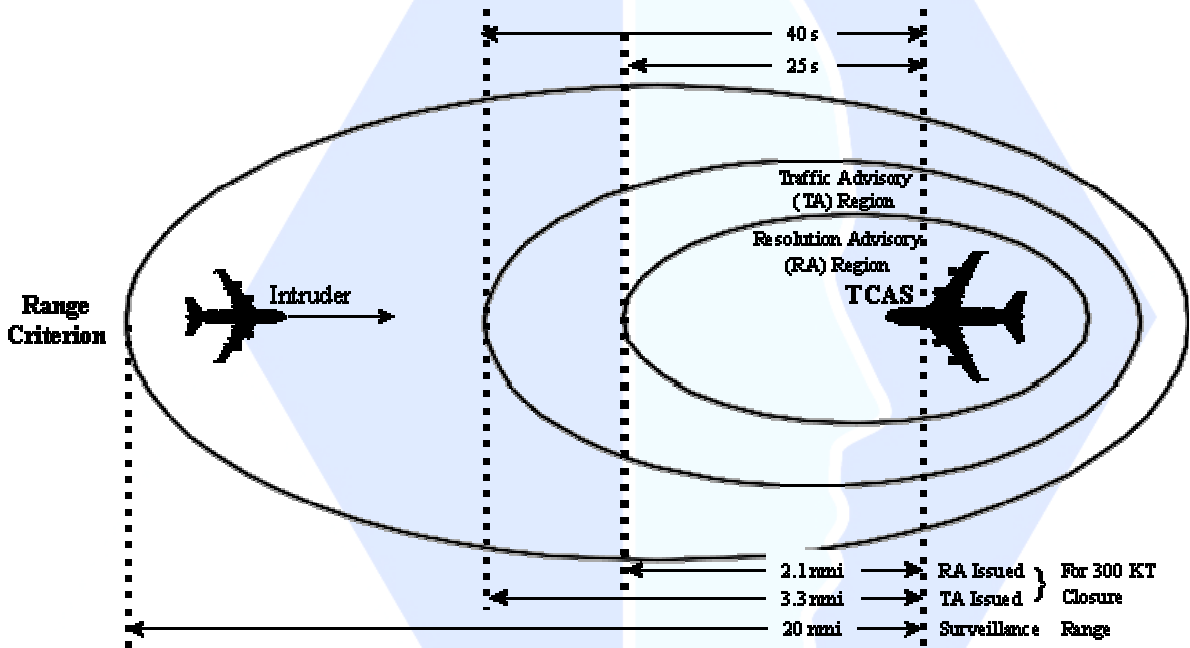 40 s
25 s
Traffic Advisory
(TA) Region
Resolution Advisory
(RA) Region
TCAS
Intruder
Range
Criterion
2.1 nmi RA Issued } For 300 KT
3.3 nmi TA Issued Closure
20 nmi Surveillance Range